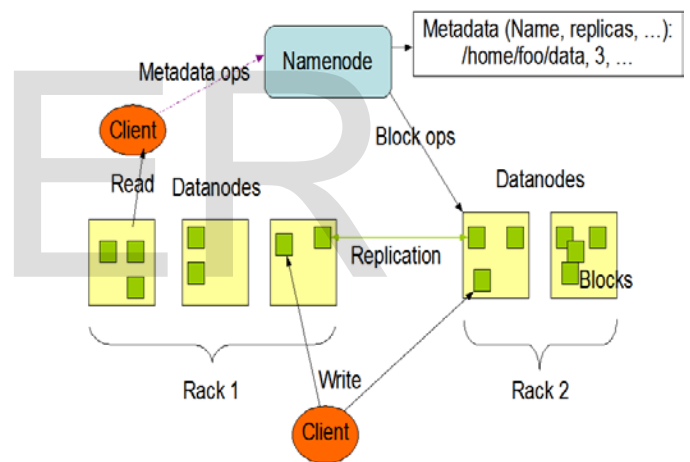 Metadata (Name, replicas, …):
/home/foo/data, 3, …
Namenode
Metadata ops
Client
Block ops
Read
Datanodes
Datanodes
Replication
Blocks
Rack 1
Write
Rack 2
Client
ER